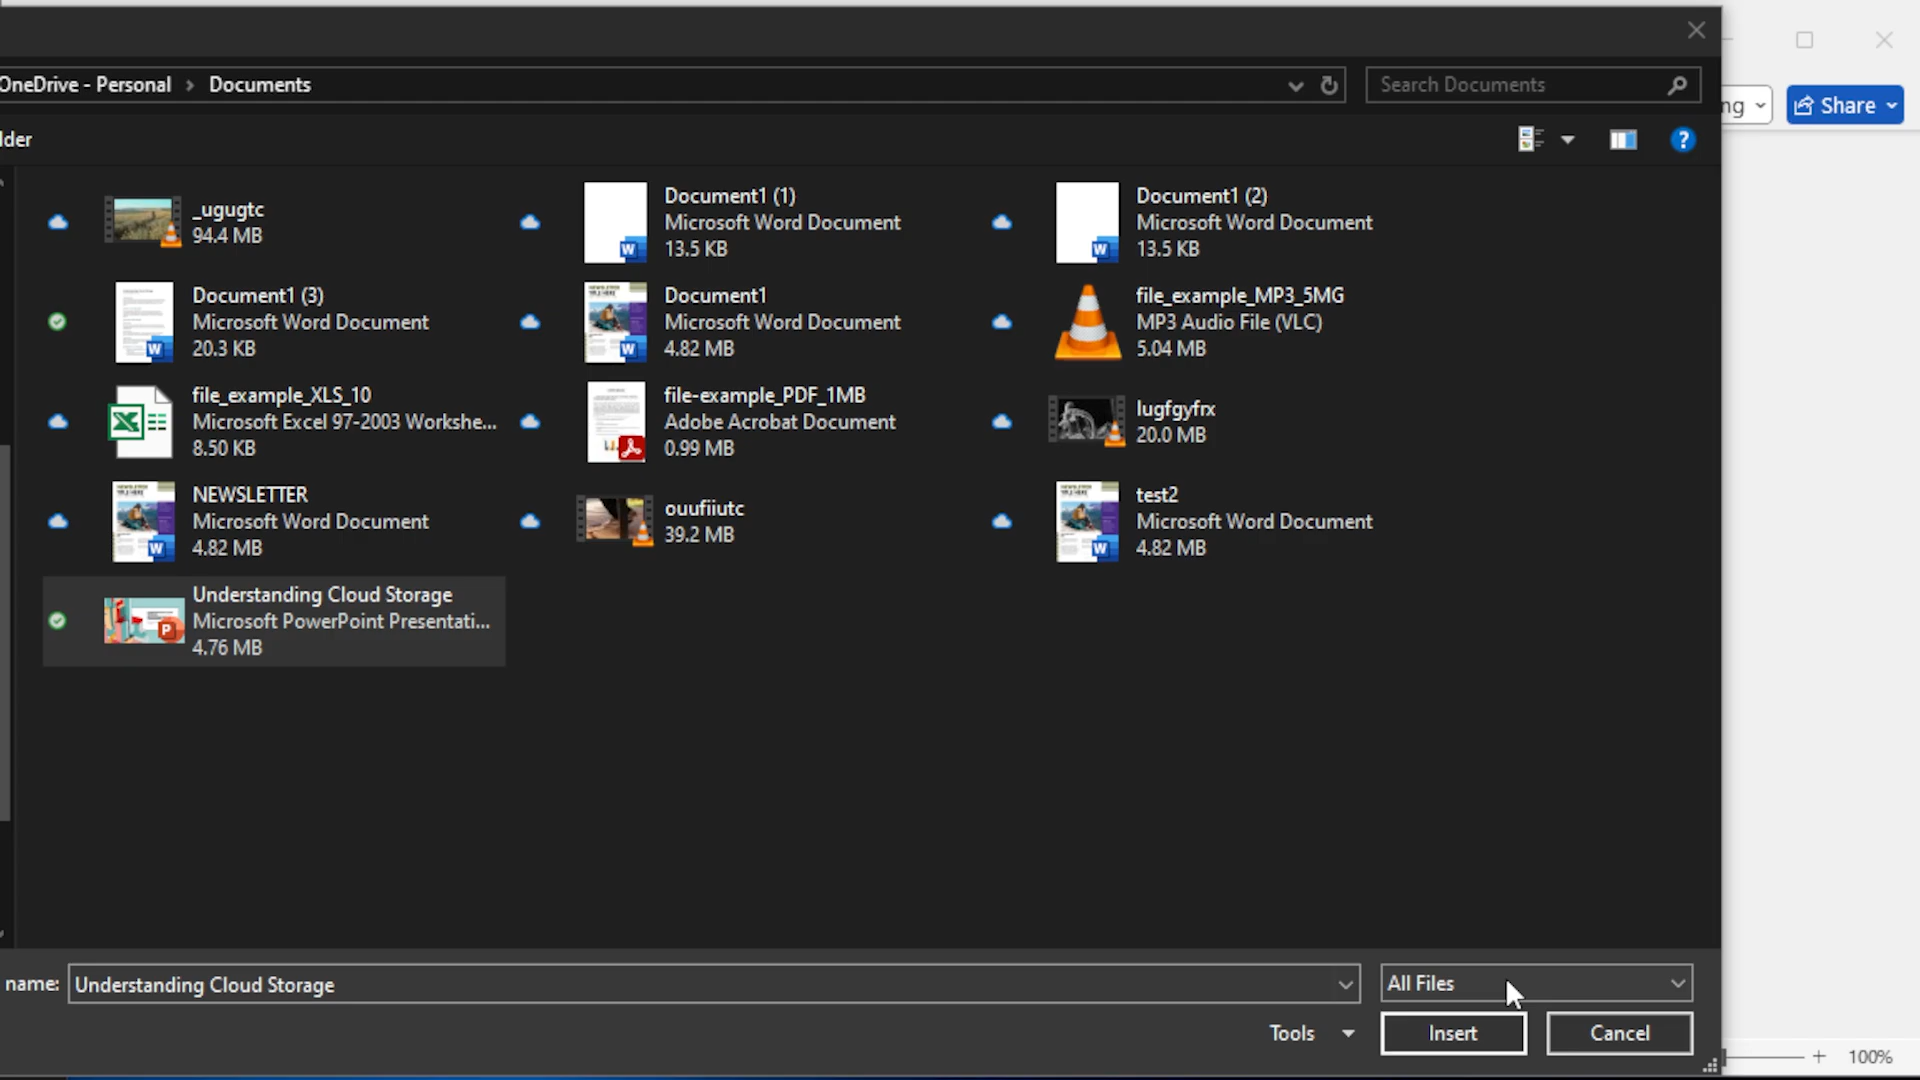 OneDrive - Personal > Documents
Search Documents
ng
Share
lder
?
_ugugtc
94.4 MB
Document1 (1)
Microsoft Word Document
13.5 KB
Document1 (2)
Microsoft Word Document
13.5 KB
Document1 (3)
Microsoft Word Document
20.3 KB
Document1
Microsoft Word Document
4.82 MB
file_example_MP3_5MG
MP3 Audio File (VLC)
5.04 MB
file_example_XLS_10
Microsoft Excel 97-2003 Workshe...
8.50 KB
file-example_PDF_1MB
Adobe Acrobat Document
0.99 MB
lugfgyfrx
20.0 MB
NEWSLETTER
Microsoft Word Document
4.82 MB
ouufiiutc
39.2 MB
test2
Microsoft Word Document
4.82 MB
Understanding Cloud Storage
Microsoft PowerPoint Presentati...
4.76 MB
name: Understanding Cloud Storage
All Files
Tools
Insert
Cancel
100%